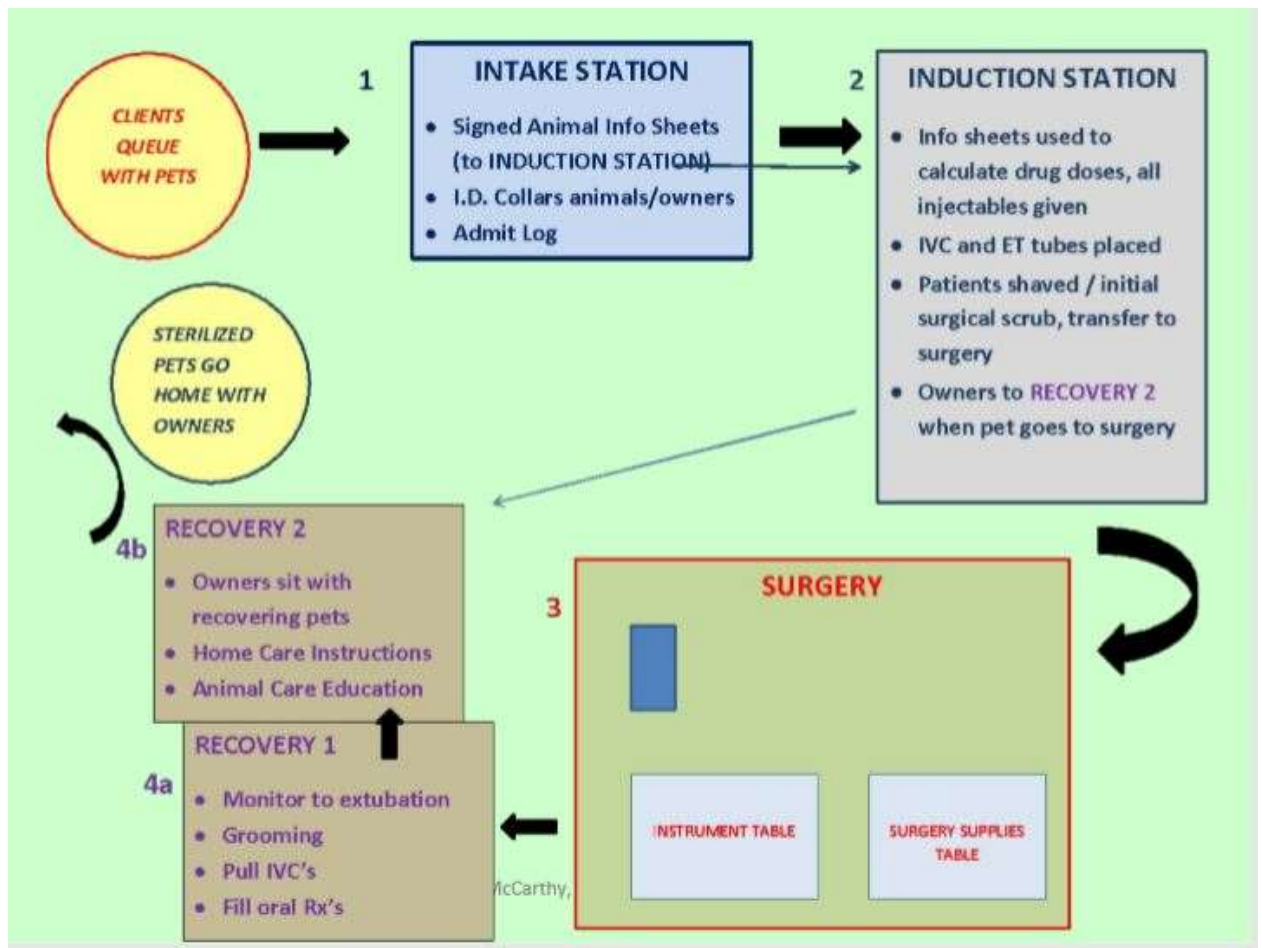 CLIENTS
QUEUE
WITH PETS
1
INTAKE STATION
• Signed Animal Info Sheets
(to INDUCTION STATION)
• I.D. Collars animals/owners
• Admit Log
2
INDUCTION STATION
• Info sheets used to
calculate drug doses, all
injectables given
• IVC and ET tubes placed
• Patients shaved / initial
surgical scrub, transfer to
surgery
• Owners to RECOVERY 2
when pet goes to surgery
3
SURGERY
INSTRUMENT TABLE
SURGERY SUPPLIES
TABLE
4a
RECOVERY 1
• Monitor to extubation
• Grooming
• Pull IVC's
• Fill oral Rx's
4b
RECOVERY 2
• Owners sit with
recovering pets
• Home Care Instructions
• Animal Care Education
STERILIZED
PETS GO
HOME WITH
OWNERS
McCarthy,